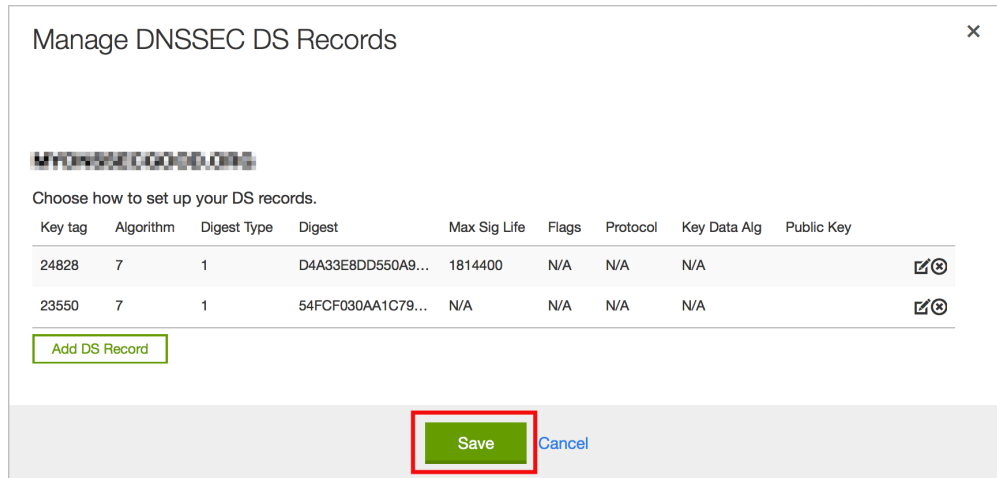 Manage DNSSEC DS Records
×
MYDNSSECGOOD.ORG
Choose how to set up your DS records.
Key tag Algorithm Digest Type Digest Max Sig Life Flags Protocol Key Data Alg Public Key
24828 7 1 D4A33E8DD550A9... 1814400 N/A N/A N/A
23550 7 1 54FCF030AA1C79... N/A N/A N/A N/A
Add DS Record
Save Cancel